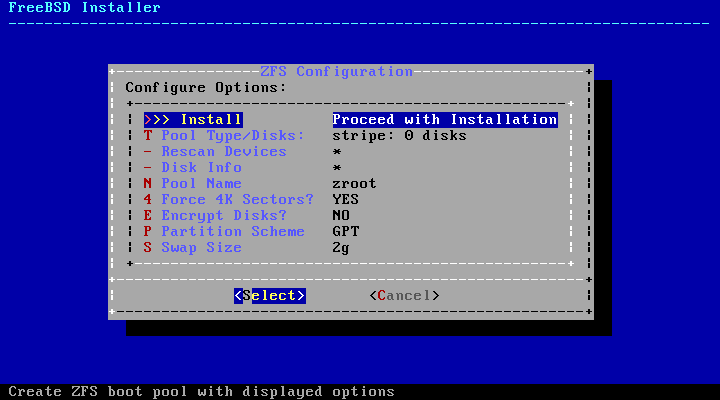 FreeBSD Installer
ZFS Configuration
Configure Options:
>>> Install Proceed with Installation
T Pool Type/Disks: stripe: 0 disks
- Rescan Devices *
- Disk Info *
N Pool Name zroot
4 Force 4K Sectors? YES
E Encrypt Disks? NO
P Partition Scheme GPT
S Swap Size 2g
<Select> <Cancel>
Create ZFS boot pool with displayed options